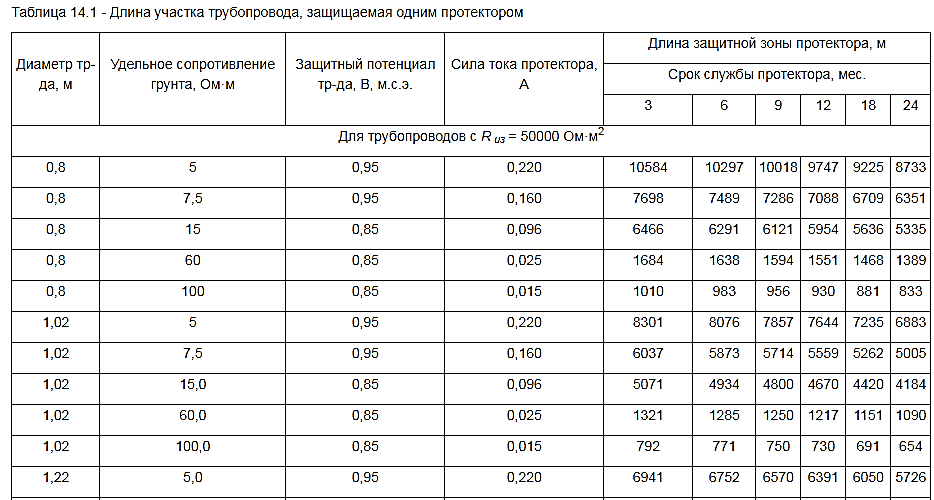 Таблица 14.1 - Длина участка трубопровода, защищаемая одним протектором
Диаметр тр-да, м Удельное сопротивление грунта, Ом·м Защитный потенциал тр-да, В, м.с.э. Сила тока протектора, А Длина защитной зоны протектора, м
Срок службы протектора, мес.
3 6 9 12 18 24
Для трубопроводов с R из = 50000 Ом·м2
0,8 5 0,95 0,220 10584 10297 10018 9747 9225 8733
0,8 7,5 0,95 0,160 7698 7489 7286 7088 6709 6351
0,8 15 0,85 0,096 6466 6291 6121 5954 5636 5335
0,8 60 0,85 0,025 1684 1638 1594 1551 1468 1389
0,8 100 0,85 0,015 1010 983 956 930 881 833
1,02 5 0,95 0,220 8301 8076 7857 7644 7235 6883
1,02 7,5 0,95 0,160 6037 5873 5714 5559 5262 5005
1,02 15,0 0,85 0,096 5071 4934 4800 4670 4420 4184
1,02 60,0 0,85 0,025 1321 1285 1250 1217 1151 1090
1,02 100,0 0,85 0,015 792 771 750 730 691 654
1,22 5,0 0,95 0,220 6941 6752 6570 6391 6050 5726